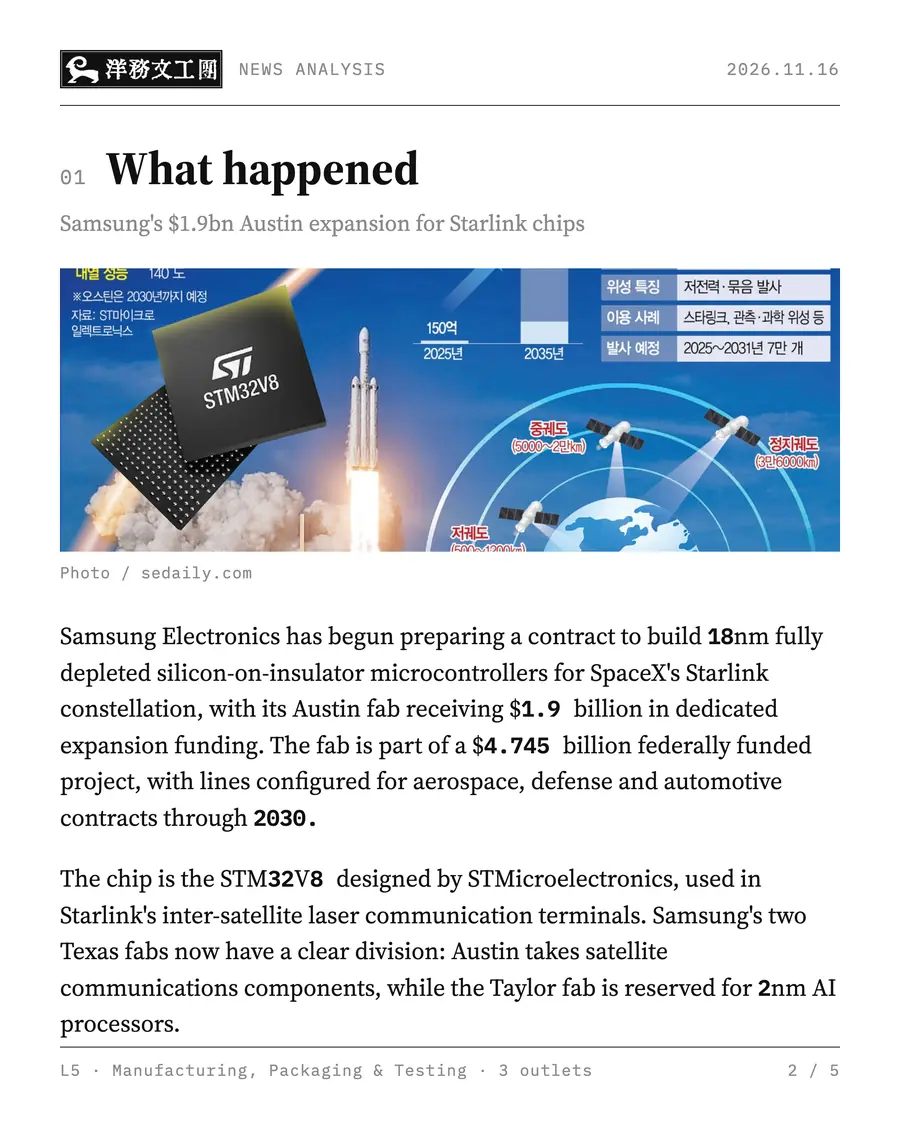 洋務文工團 NEWS ANALYSIS 2026.11.16
01 What happened
Samsung's $1.9bn Austin expansion for Starlink chips
내열 성능 140 도
※오스틴은 2030년까지 예정
자료: ST마이크로
일렉트로닉스
ST
STM32V8
150억
2025년 2035년
위성 특징 저전력·묶음 발사
이용 사례 스타링크, 관측·과학 위성 등
발사 예정 2025~2031년 7만 개
중궤도
(5000~2만km)
정지궤도
(3만6000km)
저궤도
(500~1200km)
Photo / sedaily.com
Samsung Electronics has begun preparing a contract to build 18nm fully
depleted silicon-on-insulator microcontrollers for SpaceX's Starlink
constellation, with its Austin fab receiving $1.9 billion in dedicated
expansion funding. The fab is part of a $4.745 billion federally funded
project, with lines configured for aerospace, defense and automotive
contracts through 2030.
The chip is the STM32V8 designed by STMicroelectronics, used in
Starlink's inter-satellite laser communication terminals. Samsung's two
Texas fabs now have a clear division: Austin takes satellite
communications components, while the Taylor fab is reserved for 2nm AI
processors.
L5 · Manufacturing, Packaging & Testing · 3 outlets 2 / 5